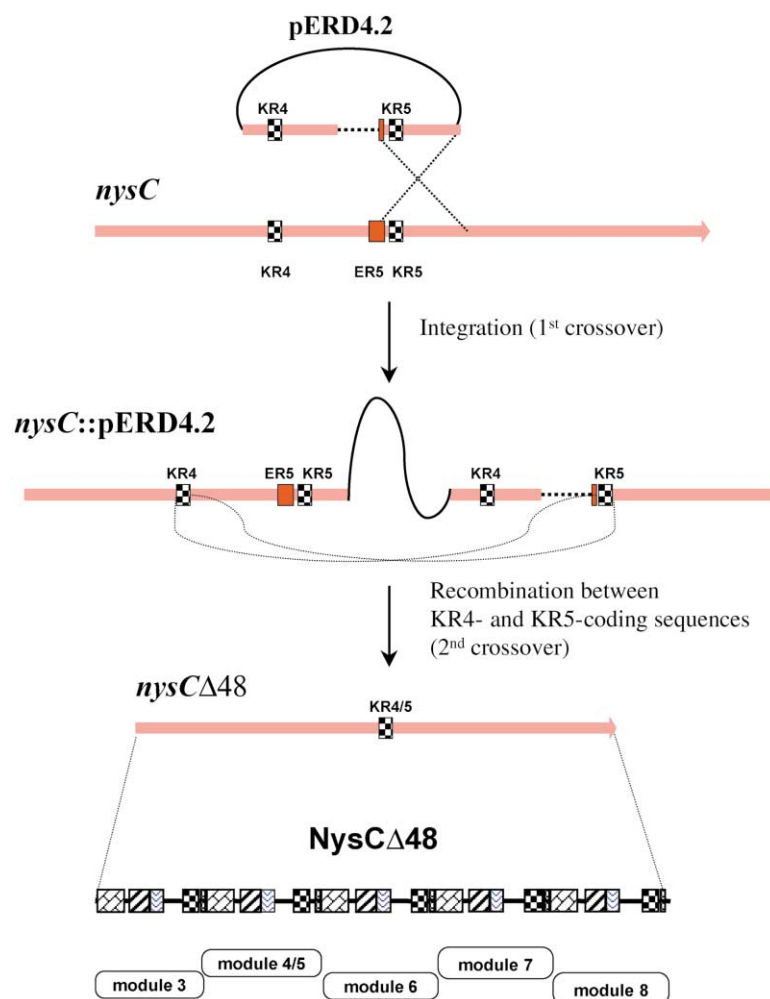 pERD4.2
KR4 KR5
nysC
KR4 ER5 KR5
Integration (1st crossover)
nysC::pERD4.2
KR4 ER5 KR5 KR4 KR5
Recombination between
KR4- and KR5-coding sequences
(2nd crossover)
nysCΔ48
KR4/5
NysCΔ48
module 3 module 4/5 module 6 module 7 module 8